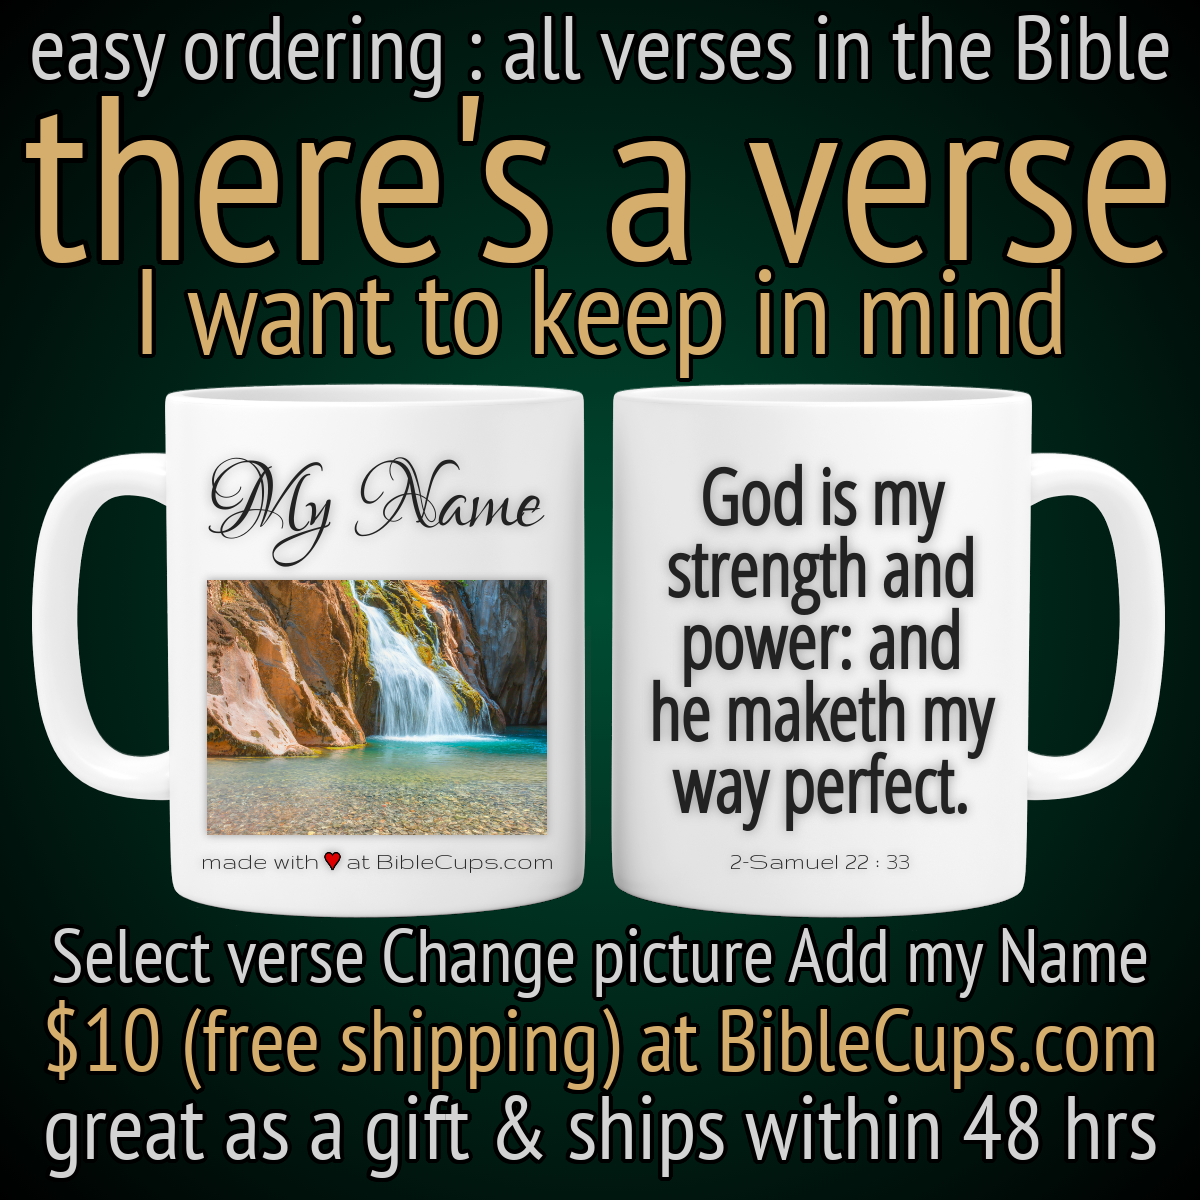 easy ordering : all verses in the Bible
there's a verse
I want to keep in mind
My Name
made with ♥ at BibleCups.com
God is my
strength and
power: and
he maketh my
way perfect.
2-Samuel 22 : 33
Select verse Change picture Add my Name
$10 (free shipping) at BibleCups.com
great as a gift & ships within 48 hrs